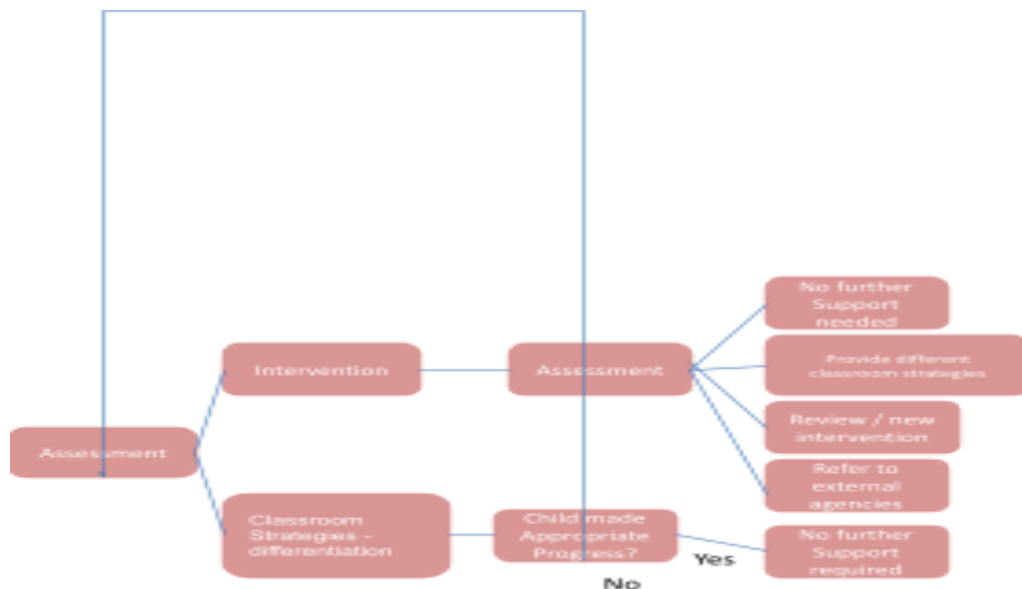 No further
Support
needed
Provide different
classroom strategies
Intervention
Assessment
Review / new
intervention
Assessment
Refer to
external
agencies
Classroom
Strategies –
differentiation
Child made
Appropriate
Progress?
No further
Support
required
Yes
No